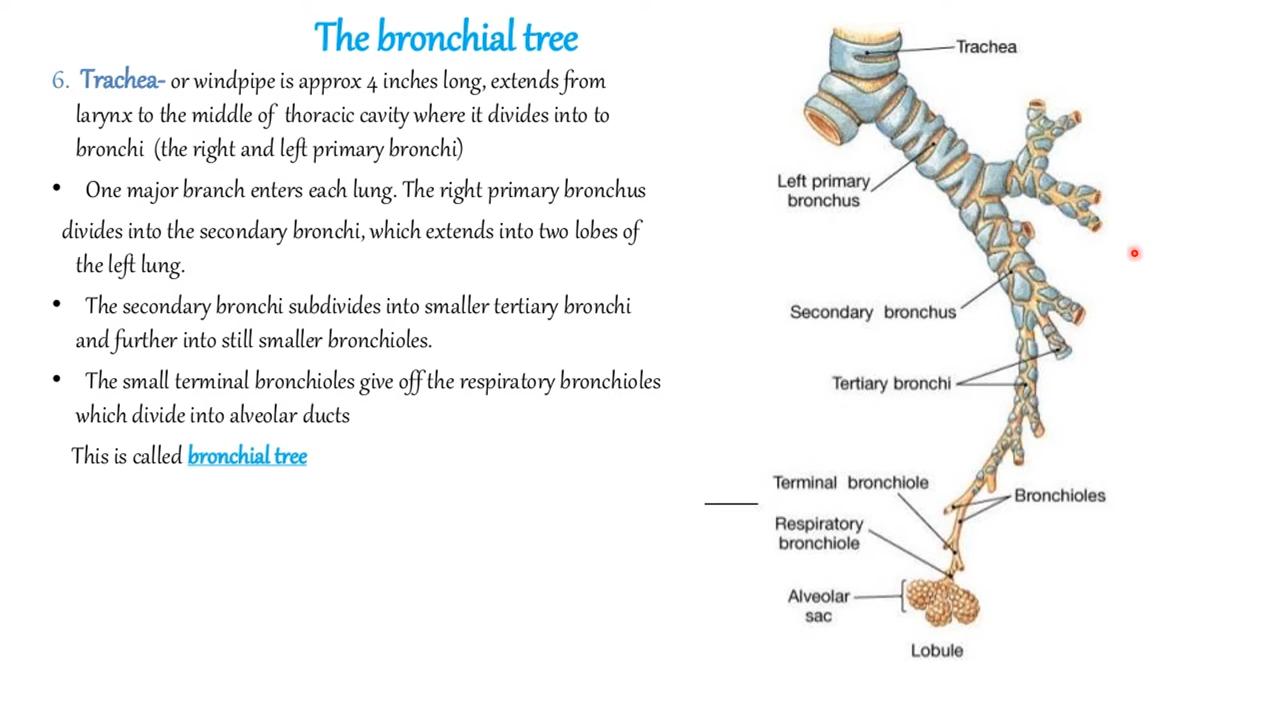 The bronchial tree
6. Trachea- or windpipe is approx 4 inches long, extends from
larynx to the middle of thoracic cavity where it divides into to
bronchi (the right and left primary bronchi)
• One major branch enters each lung. The right primary bronchus
divides into the secondary bronchi, which extends into two lobes of
the left lung.
• The secondary bronchi subdivides into smaller tertiary bronchi
and further into still smaller bronchioles.
• The small terminal bronchioles give off the respiratory bronchioles
which divide into alveolar ducts
This is called bronchial tree
Trachea
Left primary
bronchus
Secondary bronchus
Tertiary bronchi
Terminal bronchiole
Bronchioles
Respiratory
bronchiole
Alveolar
sac
Lobule